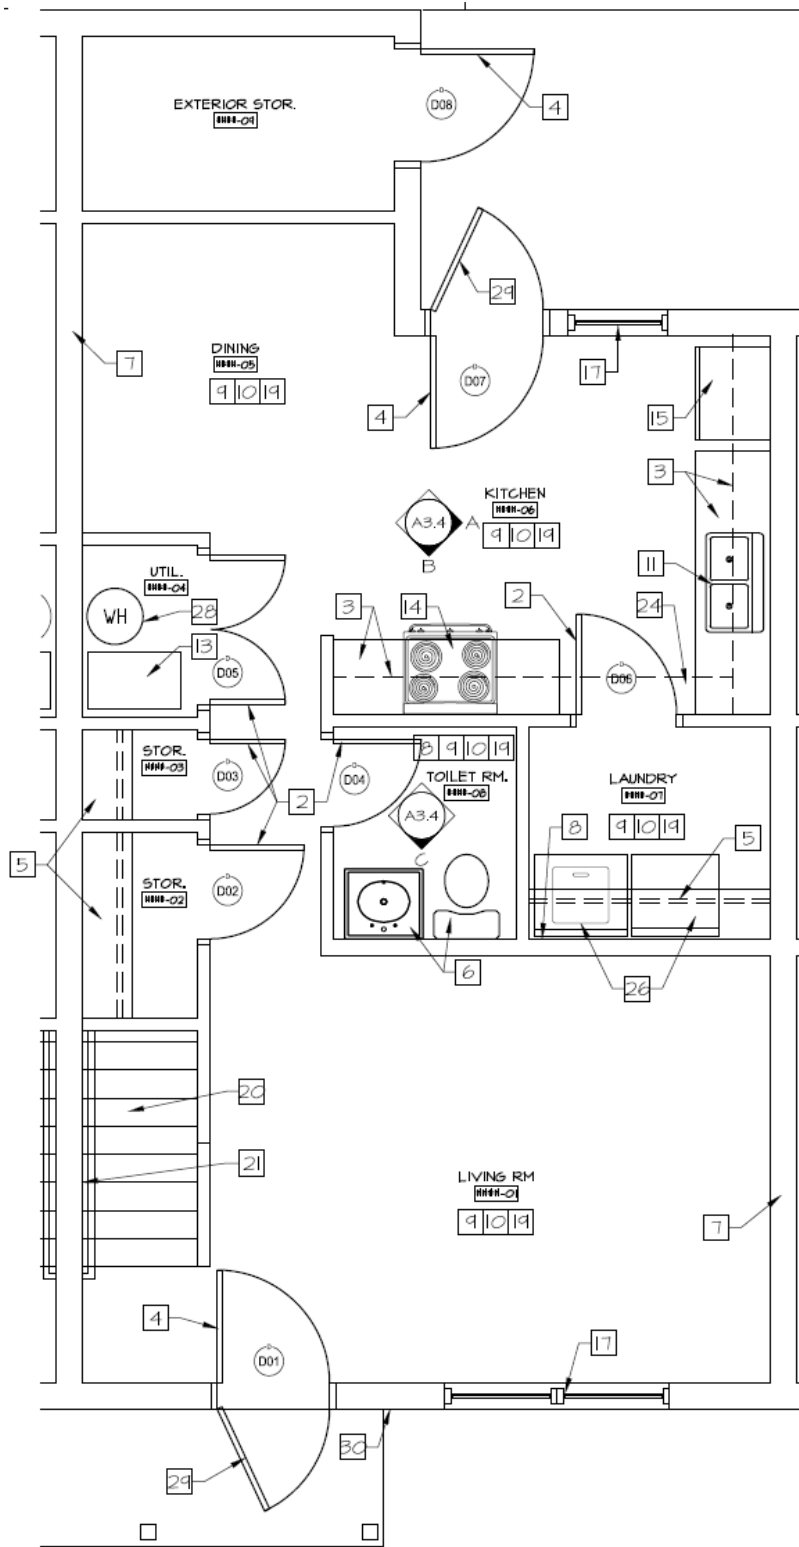 EXTERIOR STOR.
D08
4
29
7
DINING
9 10 19
17
D07
4
15
KITCHEN
9 10 19
A3.4
A
B
3
11
UTIL.
WH
28
13
D05
3
14
2
24
D06
STOR.
D03
2
D04
8 9 10 19
TOILET RM.
A3.4
C
LAUNDRY
9 10 19
8
5
5
STOR.
D02
6
26
20
21
LIVING RM
9 10 19
7
4
D01
17
30
29